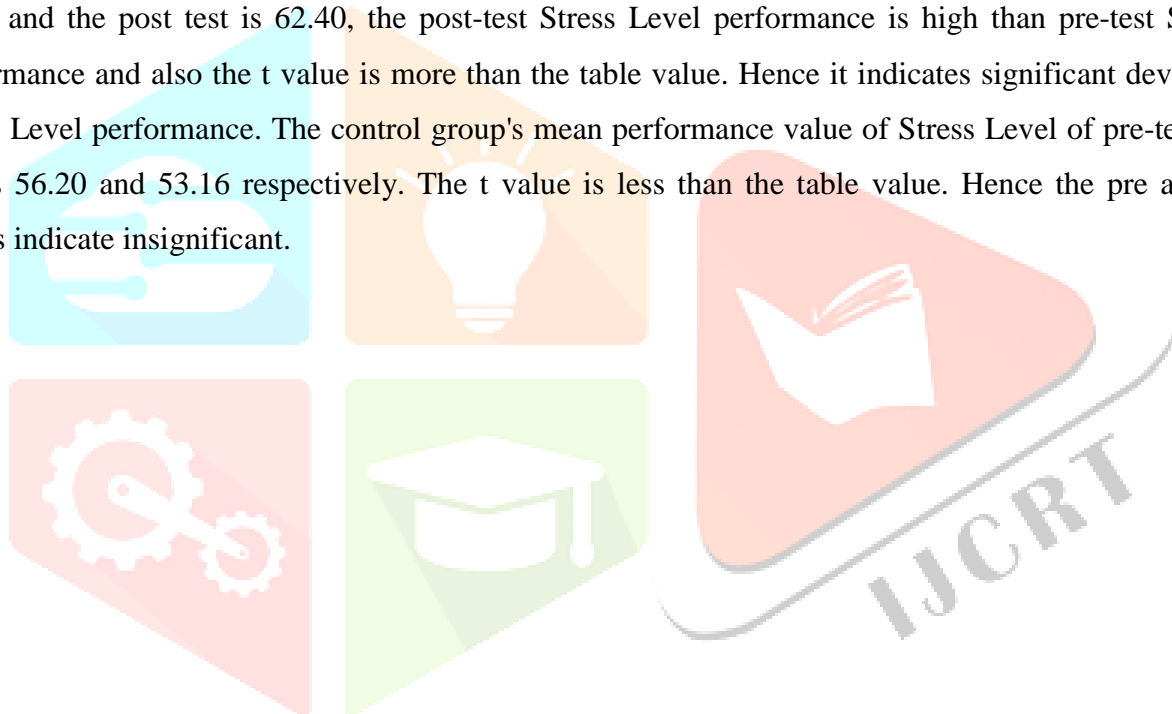 and the post test is 62.40, the post-test Stress Level performance is high than pre-test
rmance and also the t value is more than the table value. Hence it indicates significant dev
Level performance. The control group's mean performance value of Stress Level of pre-te
56.20 and 53.16 respectively. The t value is less than the table value. Hence the pre a
s indicate insignificant.
IJCRT